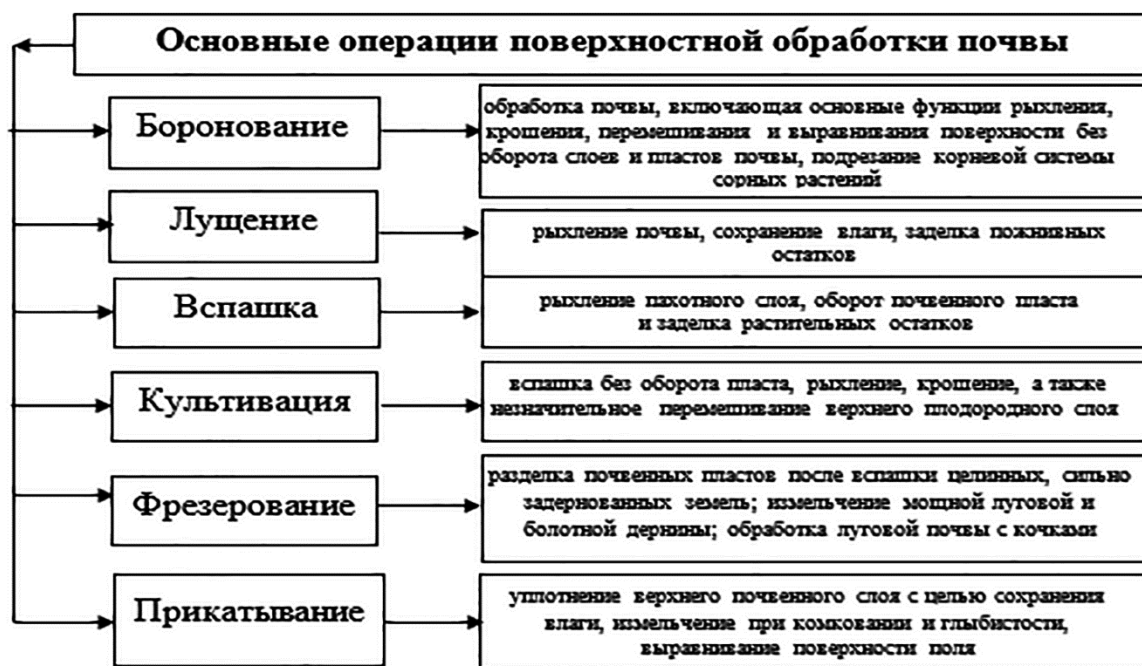 Основные операции поверхностной обработки почвы
Боронование
обработка почвы, включающая основные функции рыхления,
крошения, перемешивания и выравнивания поверхности без
оборота слоев и пластов почвы, подрезание корневой системы
сорных растений
Лущение
рыхление почвы, сохранение влаги, заделка пожнивных
остатков
Вспашка
рыхление пахотного слоя, оборот почвенного пласта
и заделка растительных остатков
Культивация
вспашка без оборота пласта, рыхление, крошение, а также
незначительное перемешивание верхнего плодородного слоя
Фрезерование
разделка почвенных пластов после вспашки целинных, сильно
задернованных земель; измельчение мощной луговой и
болотной дернины; обработка луговой почвы с кочками
Прикатывание
уплотнение верхнего почвенного слоя с целью сохранения
влаги, измельчение при комковании и глыбистости,
выравнивание поверхности поля